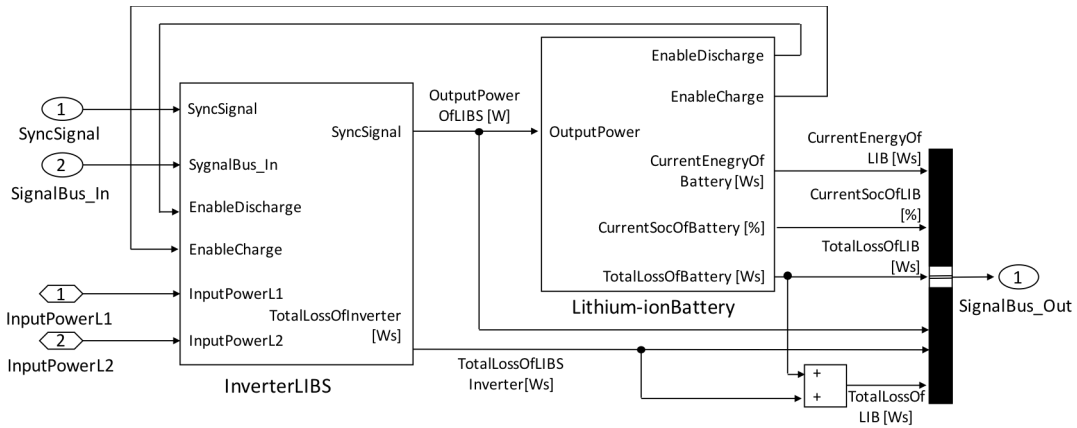 EnableDischarge
EnableCharge
OutputPower
OfLIBS [W]
1
SyncSignal
SyncSignal
SyncSignal
OutputPower
2
SignalBus_In
SygnalBus_In
EnableDischarge
EnableCharge
CurrentEnegryOf
Battery [Ws]
CurrentEnergyOf
LIB [Ws]
CurrentSocOfBattery [%]
CurrentSocOfLIB
[%]
TotalLossOfBattery [Ws]
TotalLossOfLIB
[Ws]
1
SignalBus_Out
Lithium-ionBattery
1
InputPowerL1
InputPowerL1
TotalLossOfInverter
[Ws]
2
InputPowerL2
InputPowerL2
InverterLIBS
TotalLossOfLIBS
Inverter[Ws]
+
+
TotalLossOf
LIB [Ws]